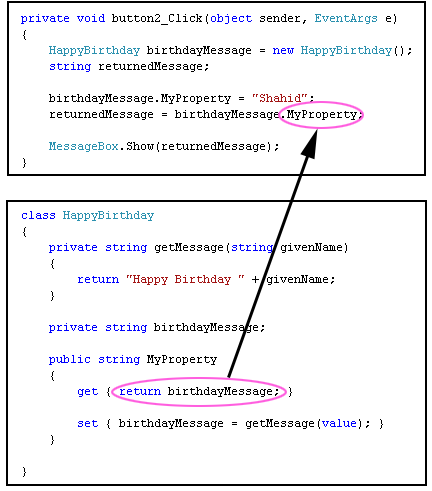 private void button2_Click(object sender, EventArgs e)
{
HappyBirthday birthdayMessage = new HappyBirthday();
string returnedMessage;
birthdayMessage.MyProperty = "Shahid";
returnedMessage = birthdayMessage.MyProperty;
MessageBox.Show(returnedMessage);
}
class HappyBirthday
{
private string getMessage(string givenName)
{
return "Happy Birthday " + givenName;
}
private string birthdayMessage;
public string MyProperty
{
get { return birthdayMessage; }
set { birthdayMessage = getMessage(value); }
}
}